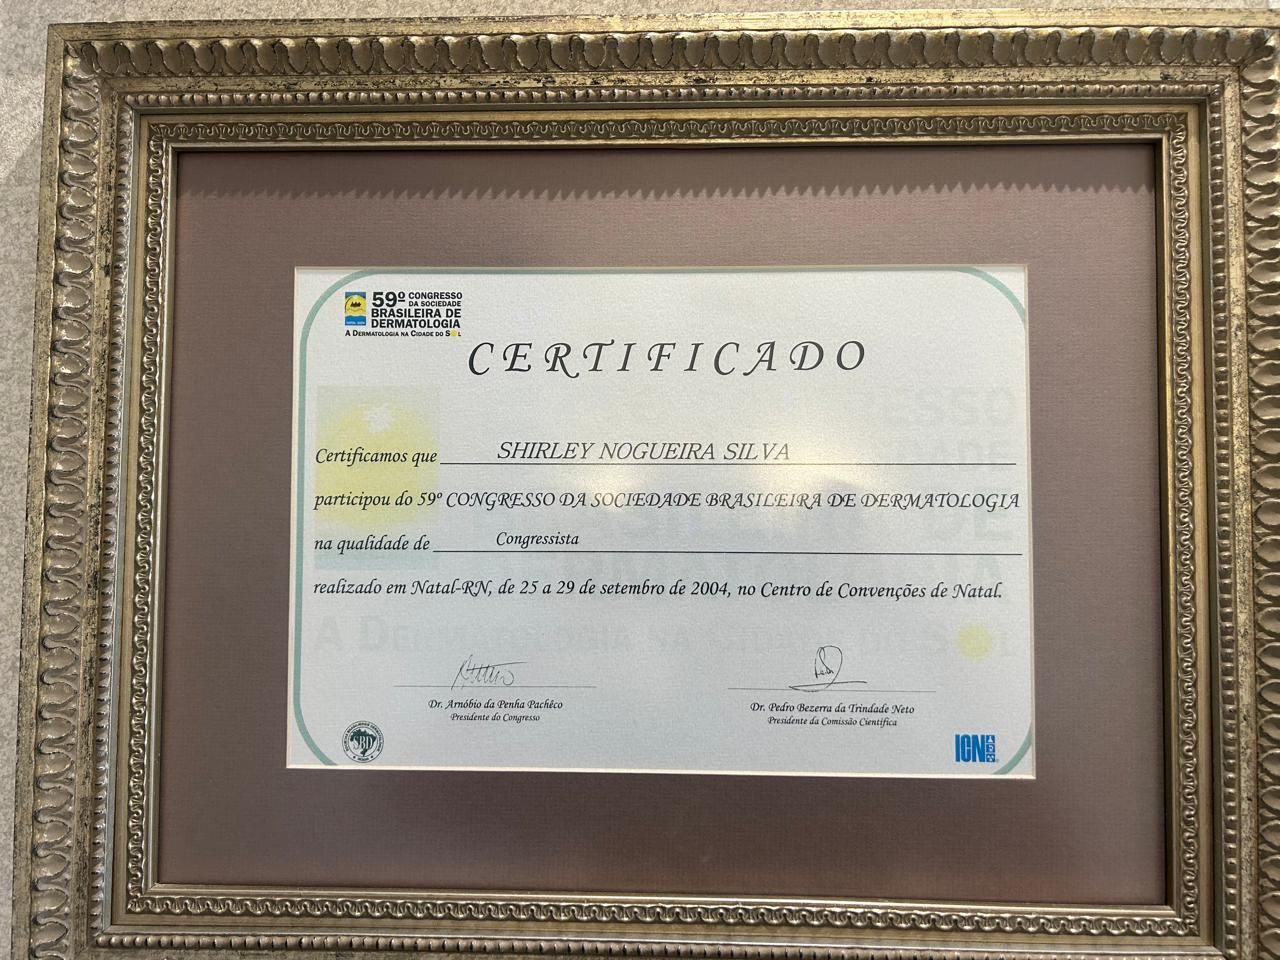 59º CONGRESSO
DA SOCIEDADE
BRASILEIRA DE
DERMATOLOGIA
A DERMATOLOGIA NA CIDADE DO SOL
CERTIFICADO
Certificamos que SHIRLEY NOGUEIRA SILVA
participou do 59º CONGRESSO DA SOCIEDADE BRASILEIRA DE DERMATOLOGIA
na qualidade de Congressista
realizado em Natal-RN, de 25 a 29 de setembro de 2004, no Centro de Convenções de Natal.
Dr. Arnóbio da Penha Pachêco
Presidente do Congresso
Dr. Pedro Bezerra da Trindade Neto
Presidente da Comissão Científica
SBD
ICN